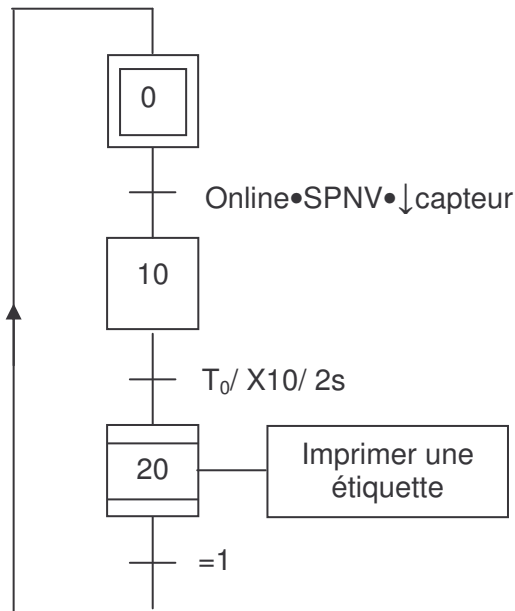 0
Online•SPNV•↓capteur
10
T₀/ X10/ 2s
20
Imprimer une
étiquette
=1